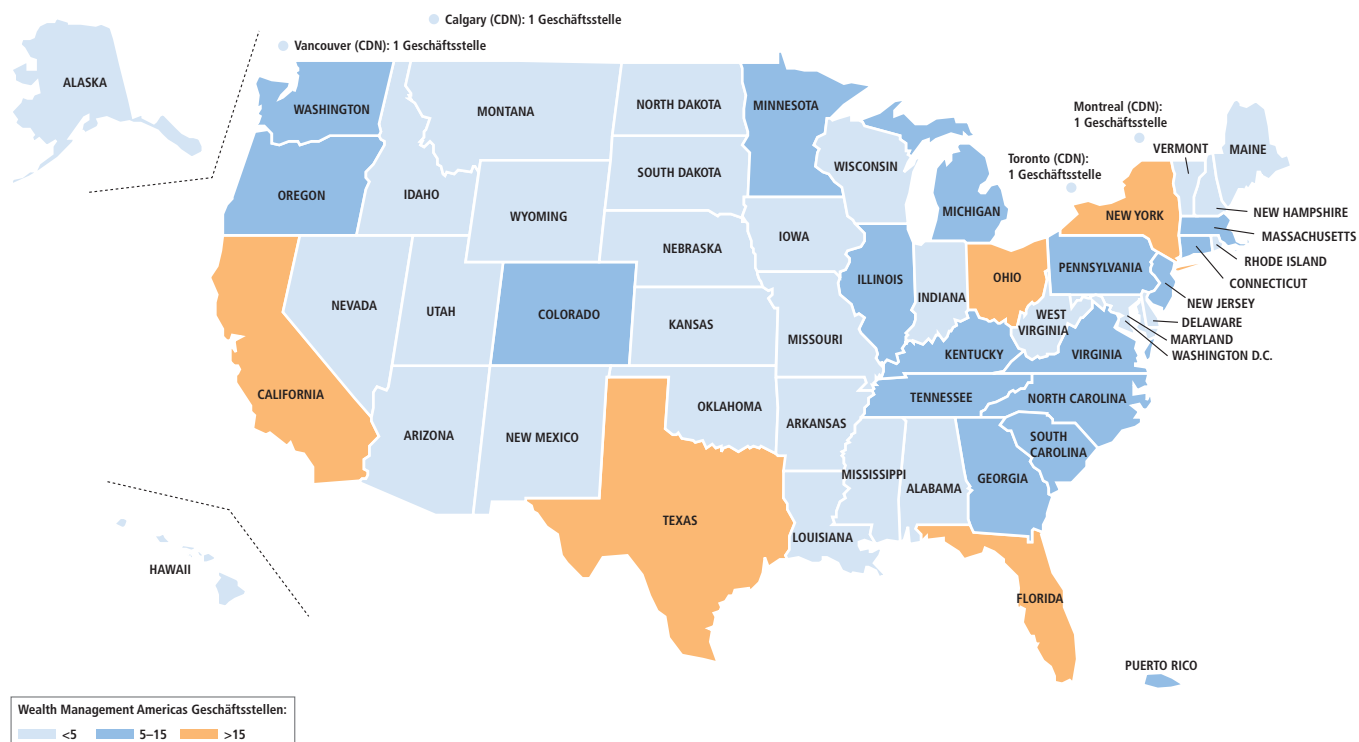 Calgary (CDN): 1 Geschäftsstelle
Vancouver (CDN): 1 Geschäftsstelle
ALASKA
WASHINGTON
MONTANA
NORTH DAKOTA
MINNESOTA
Montreal (CDN):
1 Geschäftsstelle
VERMONT
MAINE
Toronto (CDN):
1 Geschäftsstelle
WISCONSIN
SOUTH DAKOTA
OREGON
IDAHO
WYOMING
MICHIGAN
NEW YORK
NEW HAMPSHIRE
MASSACHUSETTS
RHODE ISLAND
CONNECTICUT
NEW JERSEY
DELAWARE
MARYLAND
WASHINGTON D.C.
IOWA
NEBRASKA
PENNSYLVANIA
OHIO
ILLINOIS
INDIANA
NEVADA
UTAH
COLORADO
KANSAS
MISSOURI
WEST
VIRGINIA
KENTUCKY
VIRGINIA
CALIFORNIA
TENNESSEE
NORTH CAROLINA
OKLAHOMA
ARKANSAS
ARIZONA
NEW MEXICO
SOUTH
CAROLINA
MISSISSIPPI
ALABAMA
GEORGIA
TEXAS
LOUISIANA
HAWAII
FLORIDA
PUERTO RICO
Wealth Management Americas Geschäftsstellen:
<5 5–15 >15